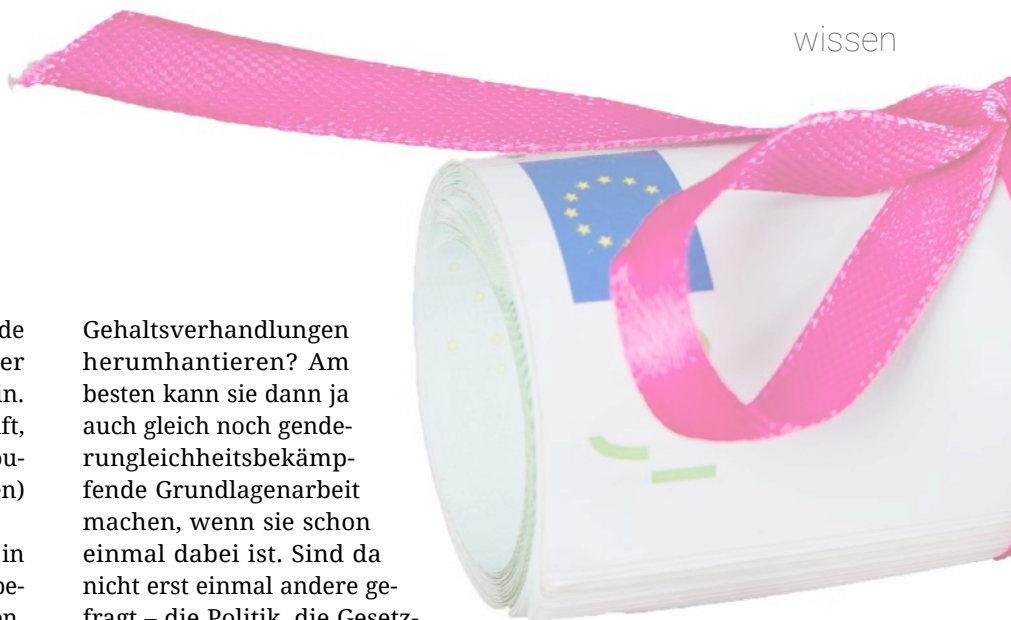 wissen
Gehaltsverhandlungen
herumhantieren? Am
besten kann sie dann ja
auch gleich noch gende-
rungleichheitsbekämp-
fende Grundlagenarbeit
machen, wenn sie schon
einmal dabei ist. Sind da
nicht erst einmal andere ge-
fragt – die Politik, die Gesetz-